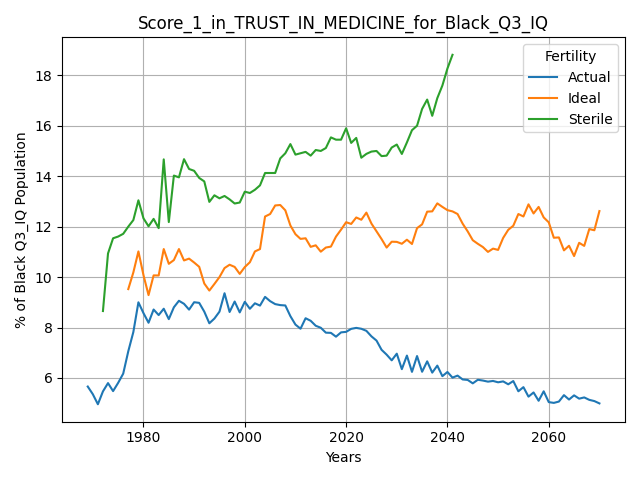 Score_1_in_TRUST_IN_MEDICINE_for_Black_Q3_IQ
Fertility
Actual
Ideal
Sterile
% of Black Q3_IQ Population
18
16
14
12
10
8
6
1980
2000
2020
2040
2060
Years